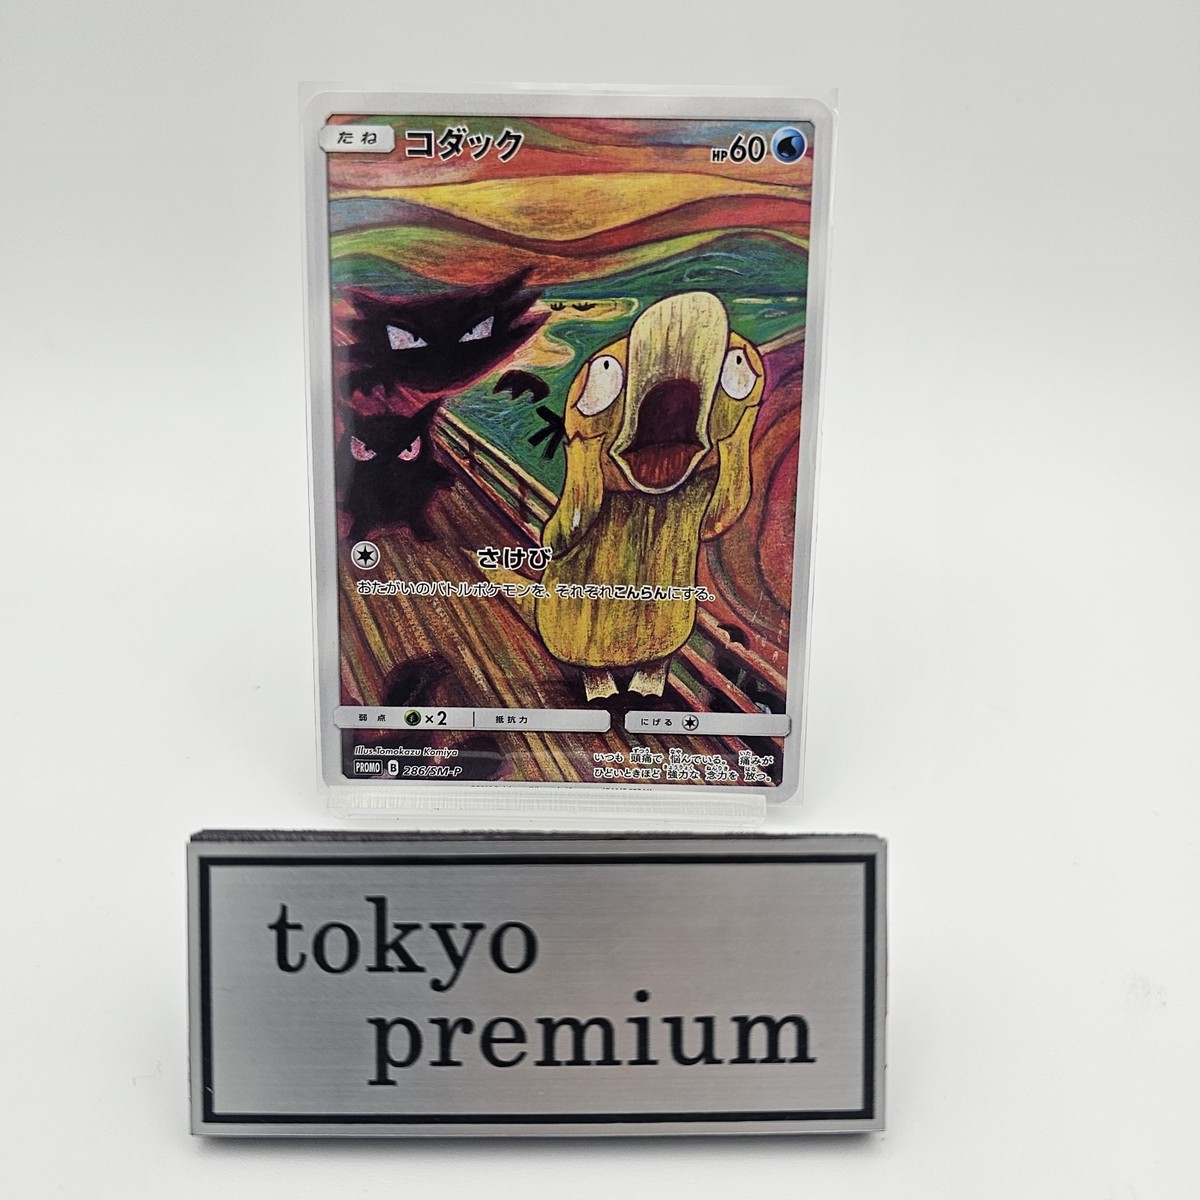 たね コダック HP60
さけび
おたがいのバトルポケモンを、それぞれこんらんにする。
弱点 ×2 抵抗力 にげる
Illus.Tomokazu Komiya
PROMO B 286/SM-P
いつも頭痛で悩んでいる。痛みが
ひどいときほど強力な念力を放つ。
tokyo
premium